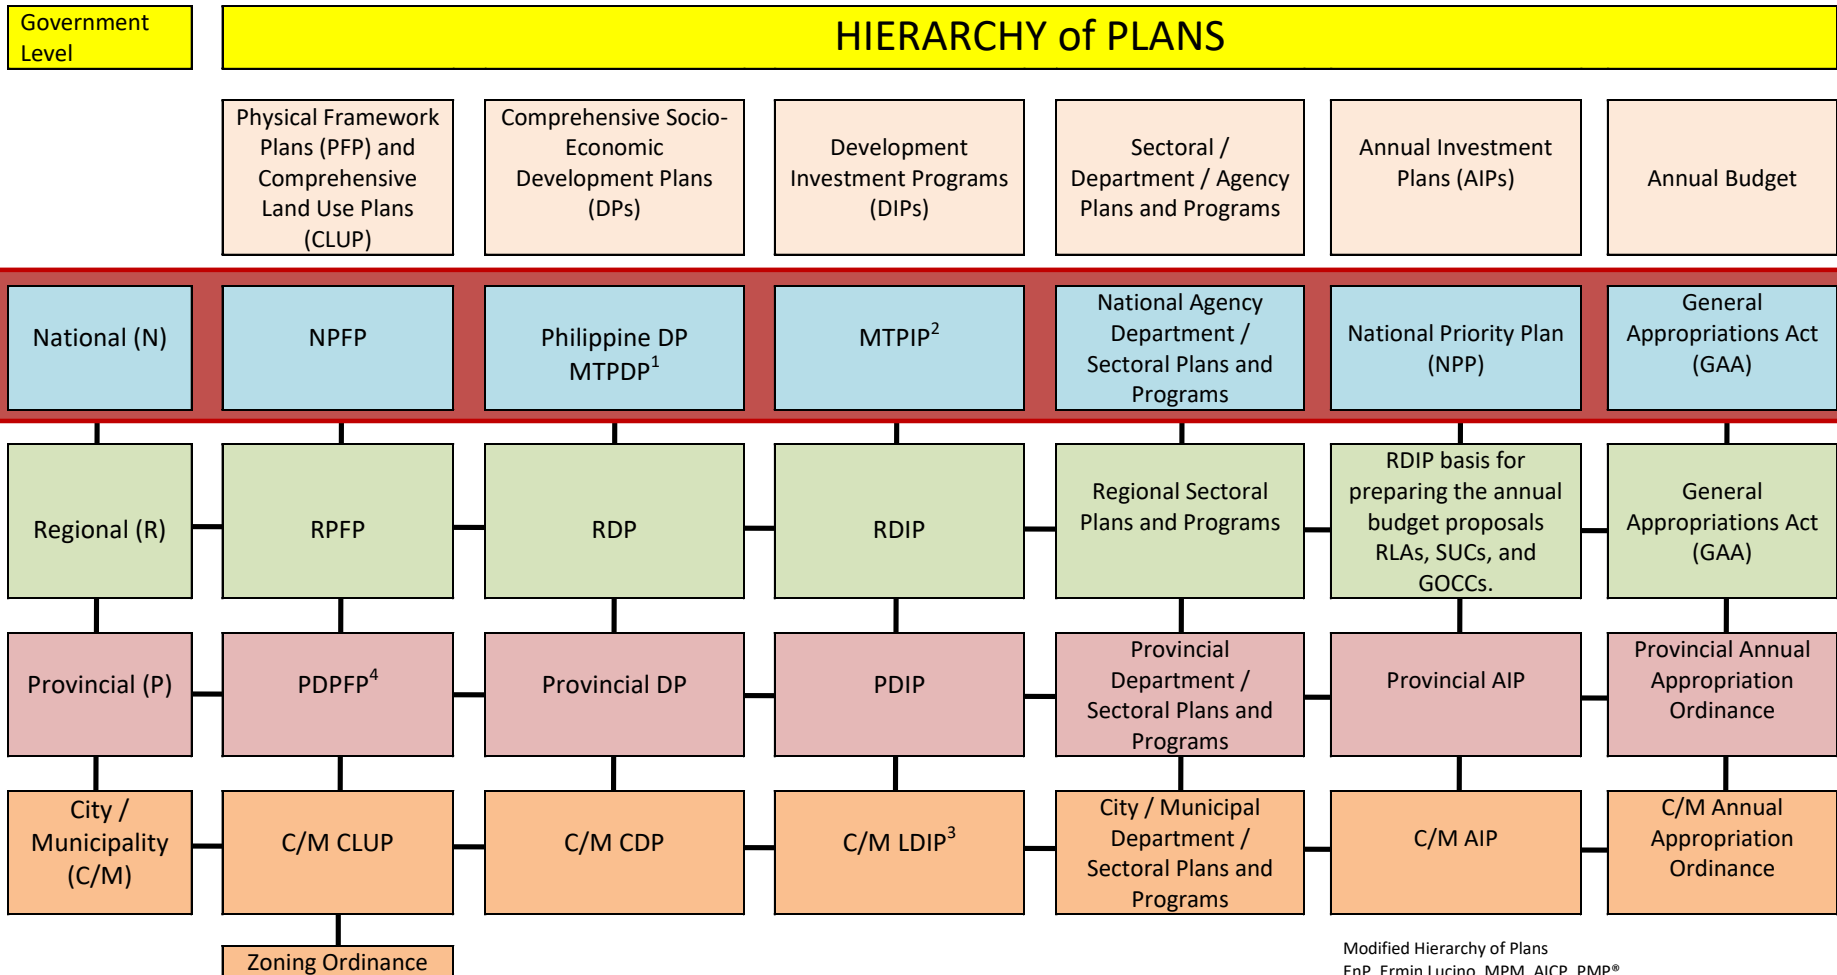 Government
Level
HIERARCHY of PLANS
Physical Framework
Plans (PFP) and
Comprehensive
Land Use Plans
(CLUP)
Comprehensive Socio-
Economic
Development Plans
(DPs)
Development
Investment Programs
(DIPs)
Sectoral /
Department / Agency
Plans and Programs
Annual Investment
Plans (AIPs)
Annual Budget
National (N)
NPFP
Philippine DP
MTPDP¹
MTPIP²
National Agency
Department /
Sectoral Plans and
Programs
National Priority Plan
(NPP)
General
Appropriations Act
(GAA)
Regional (R)
RPFP
RDP
RDIP
Regional Sectoral
Plans and Programs
RDIP basis for
preparing the annual
budget proposals
RLAs, SUCs, and
GOCCs.
General
Appropriations Act
(GAA)
Provincial (P)
PDPFP⁴
Provincial DP
PDIP
Provincial
Department /
Sectoral Plans and
Programs
Provincial AIP
Provincial Annual
Appropriation
Ordinance
City /
Municipality
(C/M)
C/M CLUP
C/M CDP
C/M LDIP³
City / Municipal
Department /
Sectoral Plans and
Programs
C/M AIP
C/M Annual
Appropriation
Ordinance
Zoning Ordinance
Modified Hierarchy of Plans
EnP. Ermin Lucino, MPM, AICP, PMP®